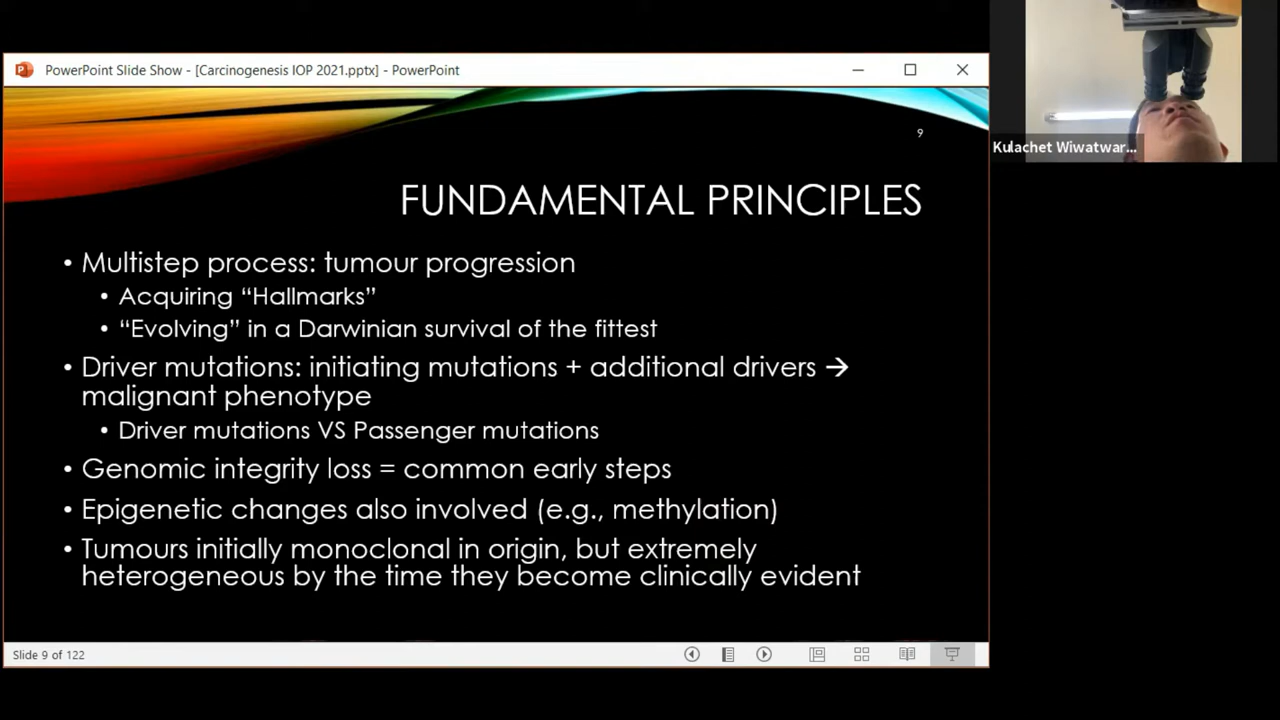 PowerPoint Slide Show - [Carcinogenesis IOP 2021.pptx] - PowerPoint
9
FUNDAMENTAL PRINCIPLES
• Multistep process: tumour progression
• Acquiring “Hallmarks”
• “Evolving” in a Darwinian survival of the fittest
• Driver mutations: initiating mutations + additional drivers →
malignant phenotype
• Driver mutations VS Passenger mutations
• Genomic integrity loss = common early steps
• Epigenetic changes also involved (e.g., methylation)
• Tumours initially monoclonal in origin, but extremely
heterogeneous by the time they become clinically evident
Slide 9 of 122
Kulachet Wiwatwar...